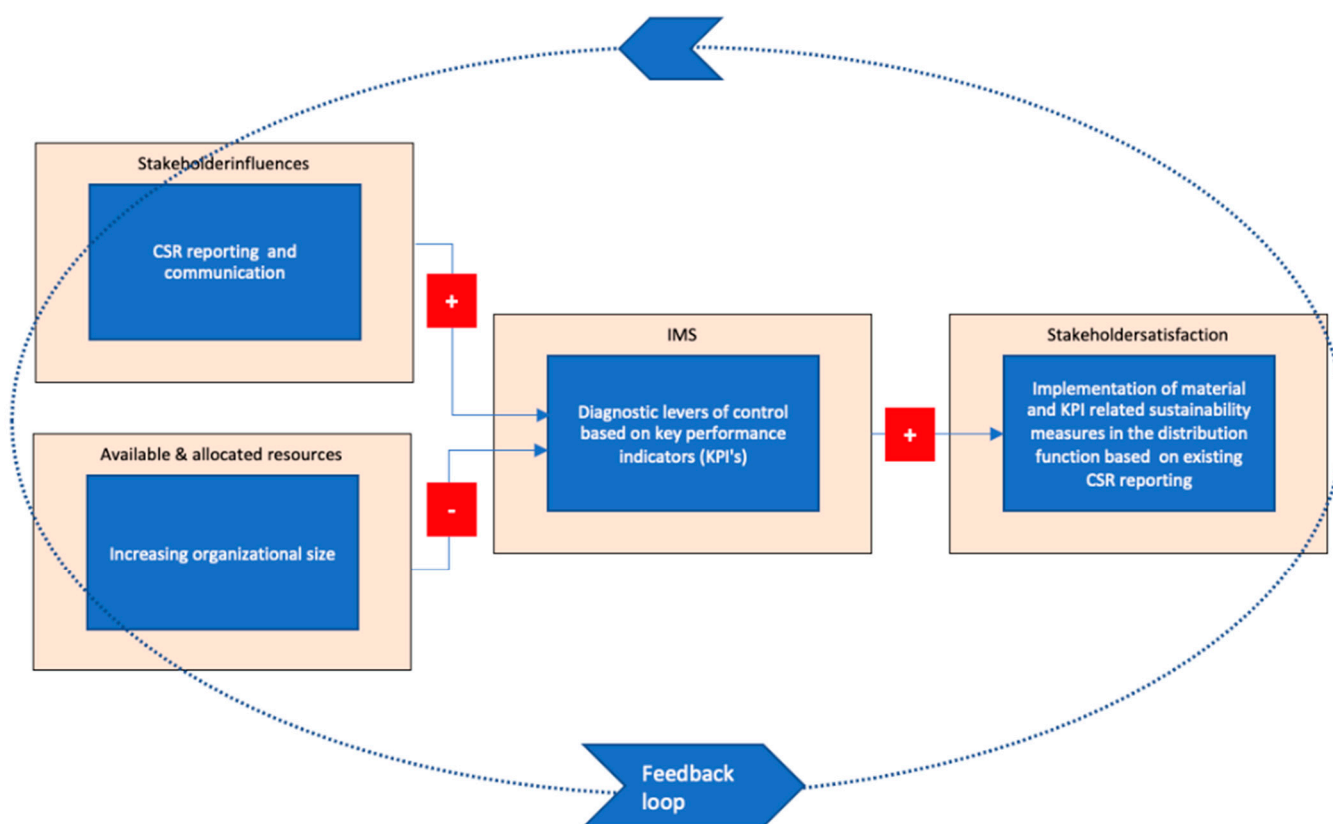 Stakeholderinfluences
CSR reporting and
communication
+
Available & allocated resources
Increasing organizational size
-
IMS
Diagnostic levers of control
based on key performance
indicators (KPI's)
+
Stakeholdersatisfaction
Implementation of material
and KPI related sustainability
measures in the distribution
function based on existing
CSR reporting
Feedback
loop